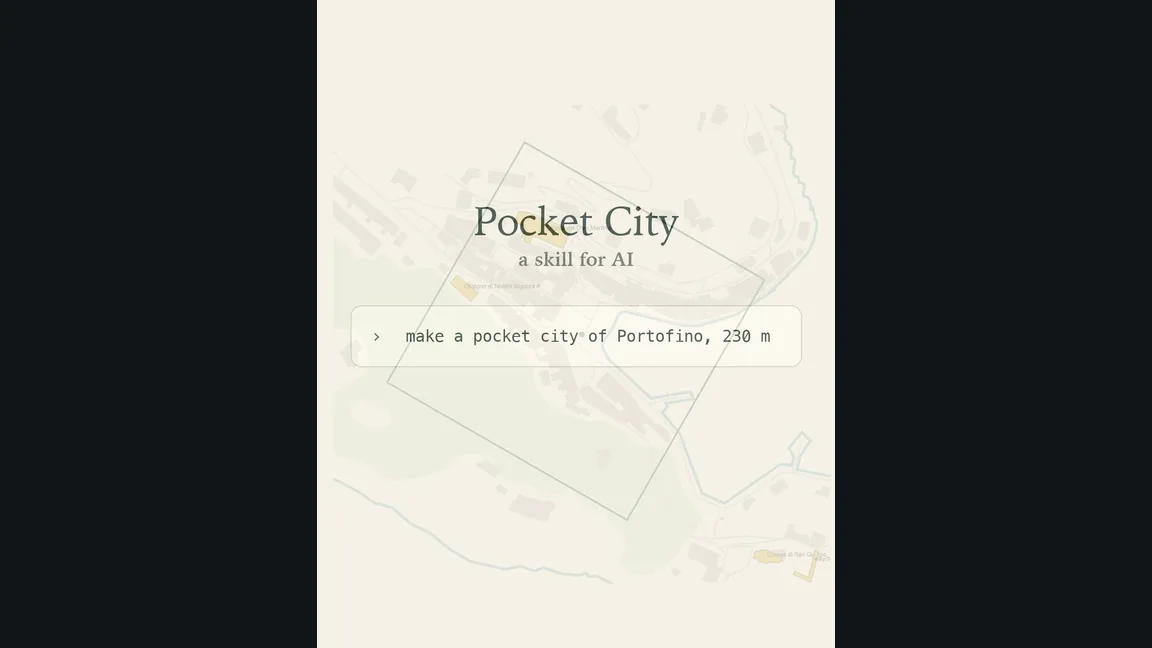 Pocket City
a skill for AI
› make a pocket city of Portofino, 230 m